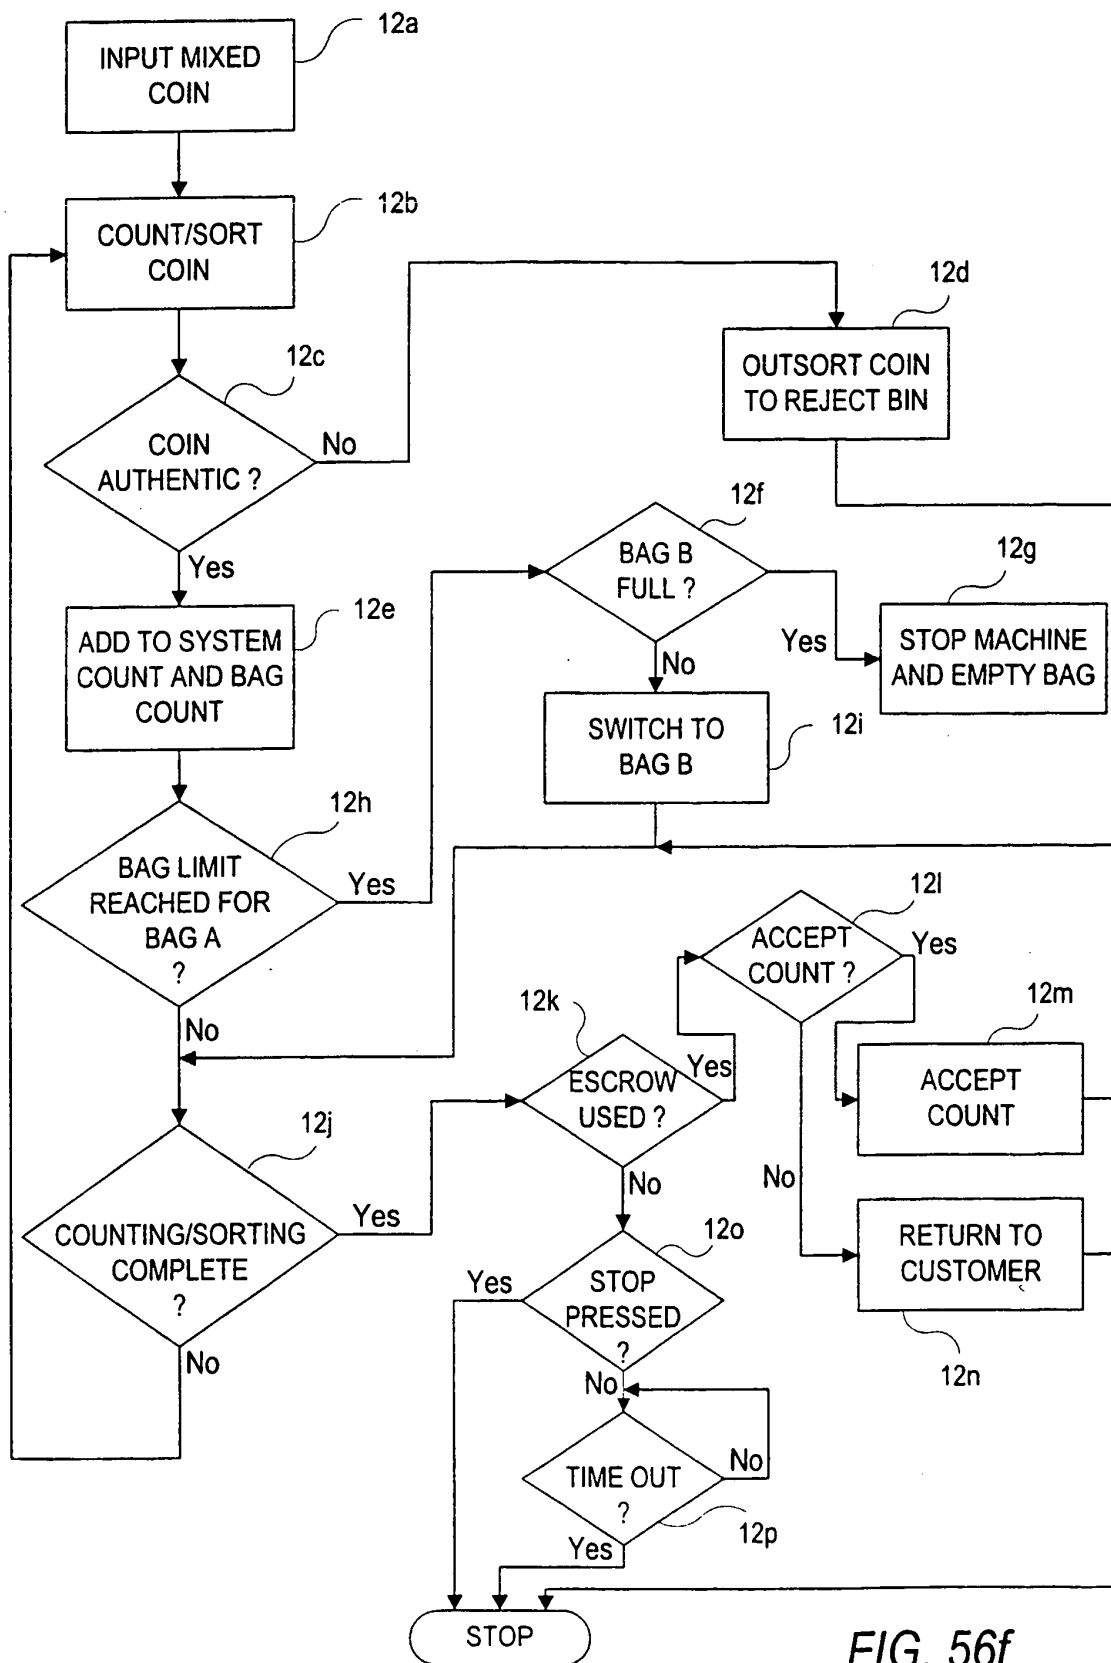 12a
INPUT MIXED
COIN
12b
COUNT/SORT
COIN
12c
COIN
AUTHENTIC ?
No
Yes
12d
OUTSORT COIN
TO REJECT BIN
12e
ADD TO SYSTEM
COUNT AND BAG
COUNT
12f
BAG B
FULL ?
Yes
No
12g
STOP MACHINE
AND EMPTY BAG
12i
SWITCH TO
BAG B
12h
BAG LIMIT
REACHED FOR
BAG A
?
Yes
No
12j
COUNTING/SORTING
COMPLETE
?
Yes
No
12k
ESCROW
USED ?
Yes
No
12l
ACCEPT
COUNT ?
Yes
No
12m
ACCEPT
COUNT
RETURN TO
CUSTOMER
12n
12o
STOP
PRESSED
?
Yes
No
TIME OUT
?
No
12p
Yes
STOP
FIG. 56f